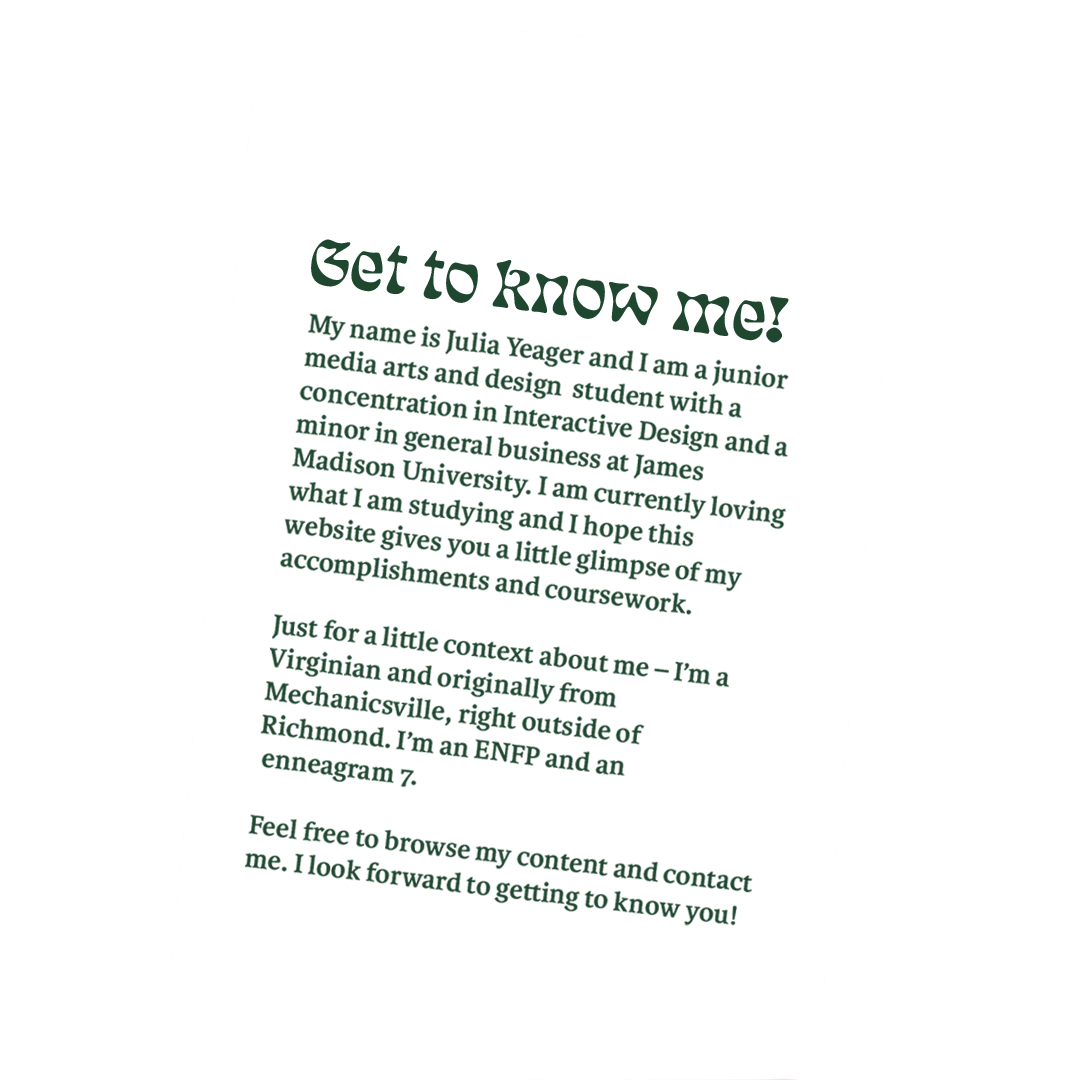 Get to know me!
My name is Julia Yeager and I am a junior
media arts and design  student with a
concentration in Interactive Design and a
minor in general business at James
Madison University. I am currently loving
what I am studying and I hope this
website gives you a little glimpse of my
accomplishments and coursework.
Just for a little context about me – I’m a
Virginian and originally from
Mechanicsville, right outside of
Richmond. I’m an ENFP and an
enneagram 7.
Feel free to browse my content and contact
me. I look forward to getting to know you!